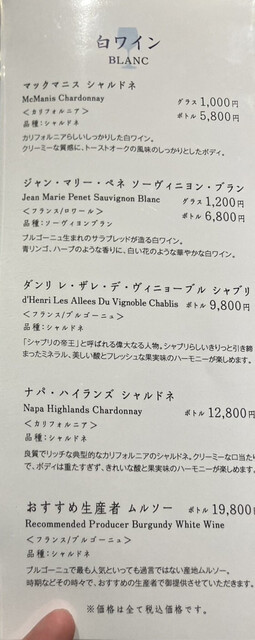 白ワイン
BLANC
マックマニス シャルドネ
McManis Chardonnay グラス 1,000円
<カリフォルニア> ボトル 5,800円
品種:シャルドネ
カリフォルニアらしいしっかりした白ワイン。
クリーミーな質感に、トーストオークの風味のしっかりとしたボディ。
ジャン・マリー・ペネ ソーヴィニヨン・ブラン
Jean Marie Penet Sauvignon Blanc グラス 1,200円
<フランス/ロワール> ボトル 6,800円
品種:ソーヴィヨンブラン
ブルゴーニュ生まれのサラブレッドが造る白ワイン。
青リンゴ、ハーブのような香りに、白い花のような華やかな白ワイン。
ダンリ レ・ザレ・デ・ヴィニョーブル シャブリ
d'Henri Les Allees Du Vignoble Chablis ボトル 9,800円
<フランス/ブルゴーニュ>
品種:シャルドネ
「シャブリの帝王」と呼ばれる偉大なる人物。シャブリらしいきりっと引き締
まったミネラル、美しい酸とフレッシュな果実味のハーモニーが楽しめます。
ナパ・ハイランズ シャルドネ
Napa Highlands Chardonnay ボトル 12,800円
<カリフォルニア>
品種:シャルドネ
良質でリッチな典型的なカリフォルニアのシャルドネ。クリーミーな口当たり
で、ボディは重たすぎず、きれいな酸と果実味のハーモニーが楽しめます。
おすすめ生産者 ムルソー ボトル 19,800円
Recommended Producer Burgundy White Wine
<フランス/ブルゴーニュ>
品種:シャルドネ
ブルゴーニュで最も人気といっても過言ではない産地ムルソー。
時期などその時々で、おすすめの生産者で御提供させていただきます。
※価格は全て税込価格です。